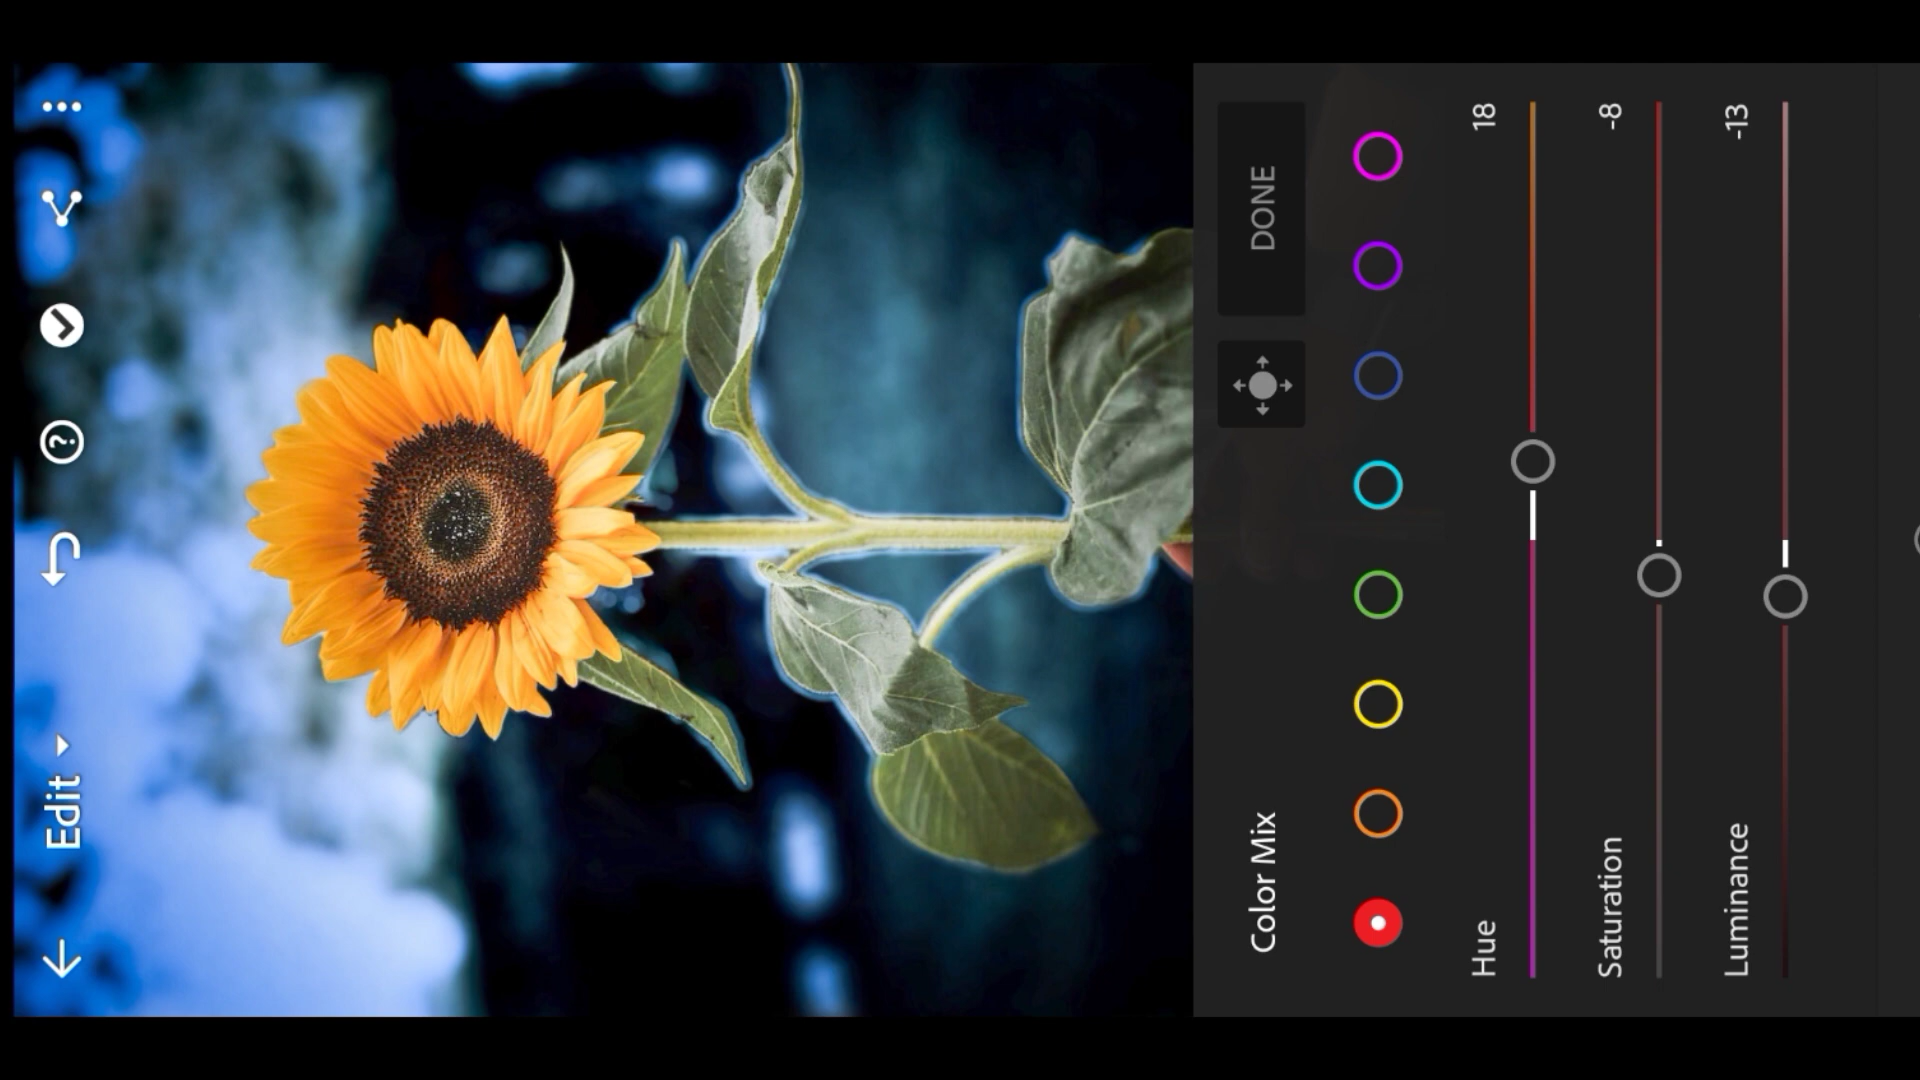 Edit
Color Mix
DONE
Hue
18
Saturation
-8
Luminance
-13